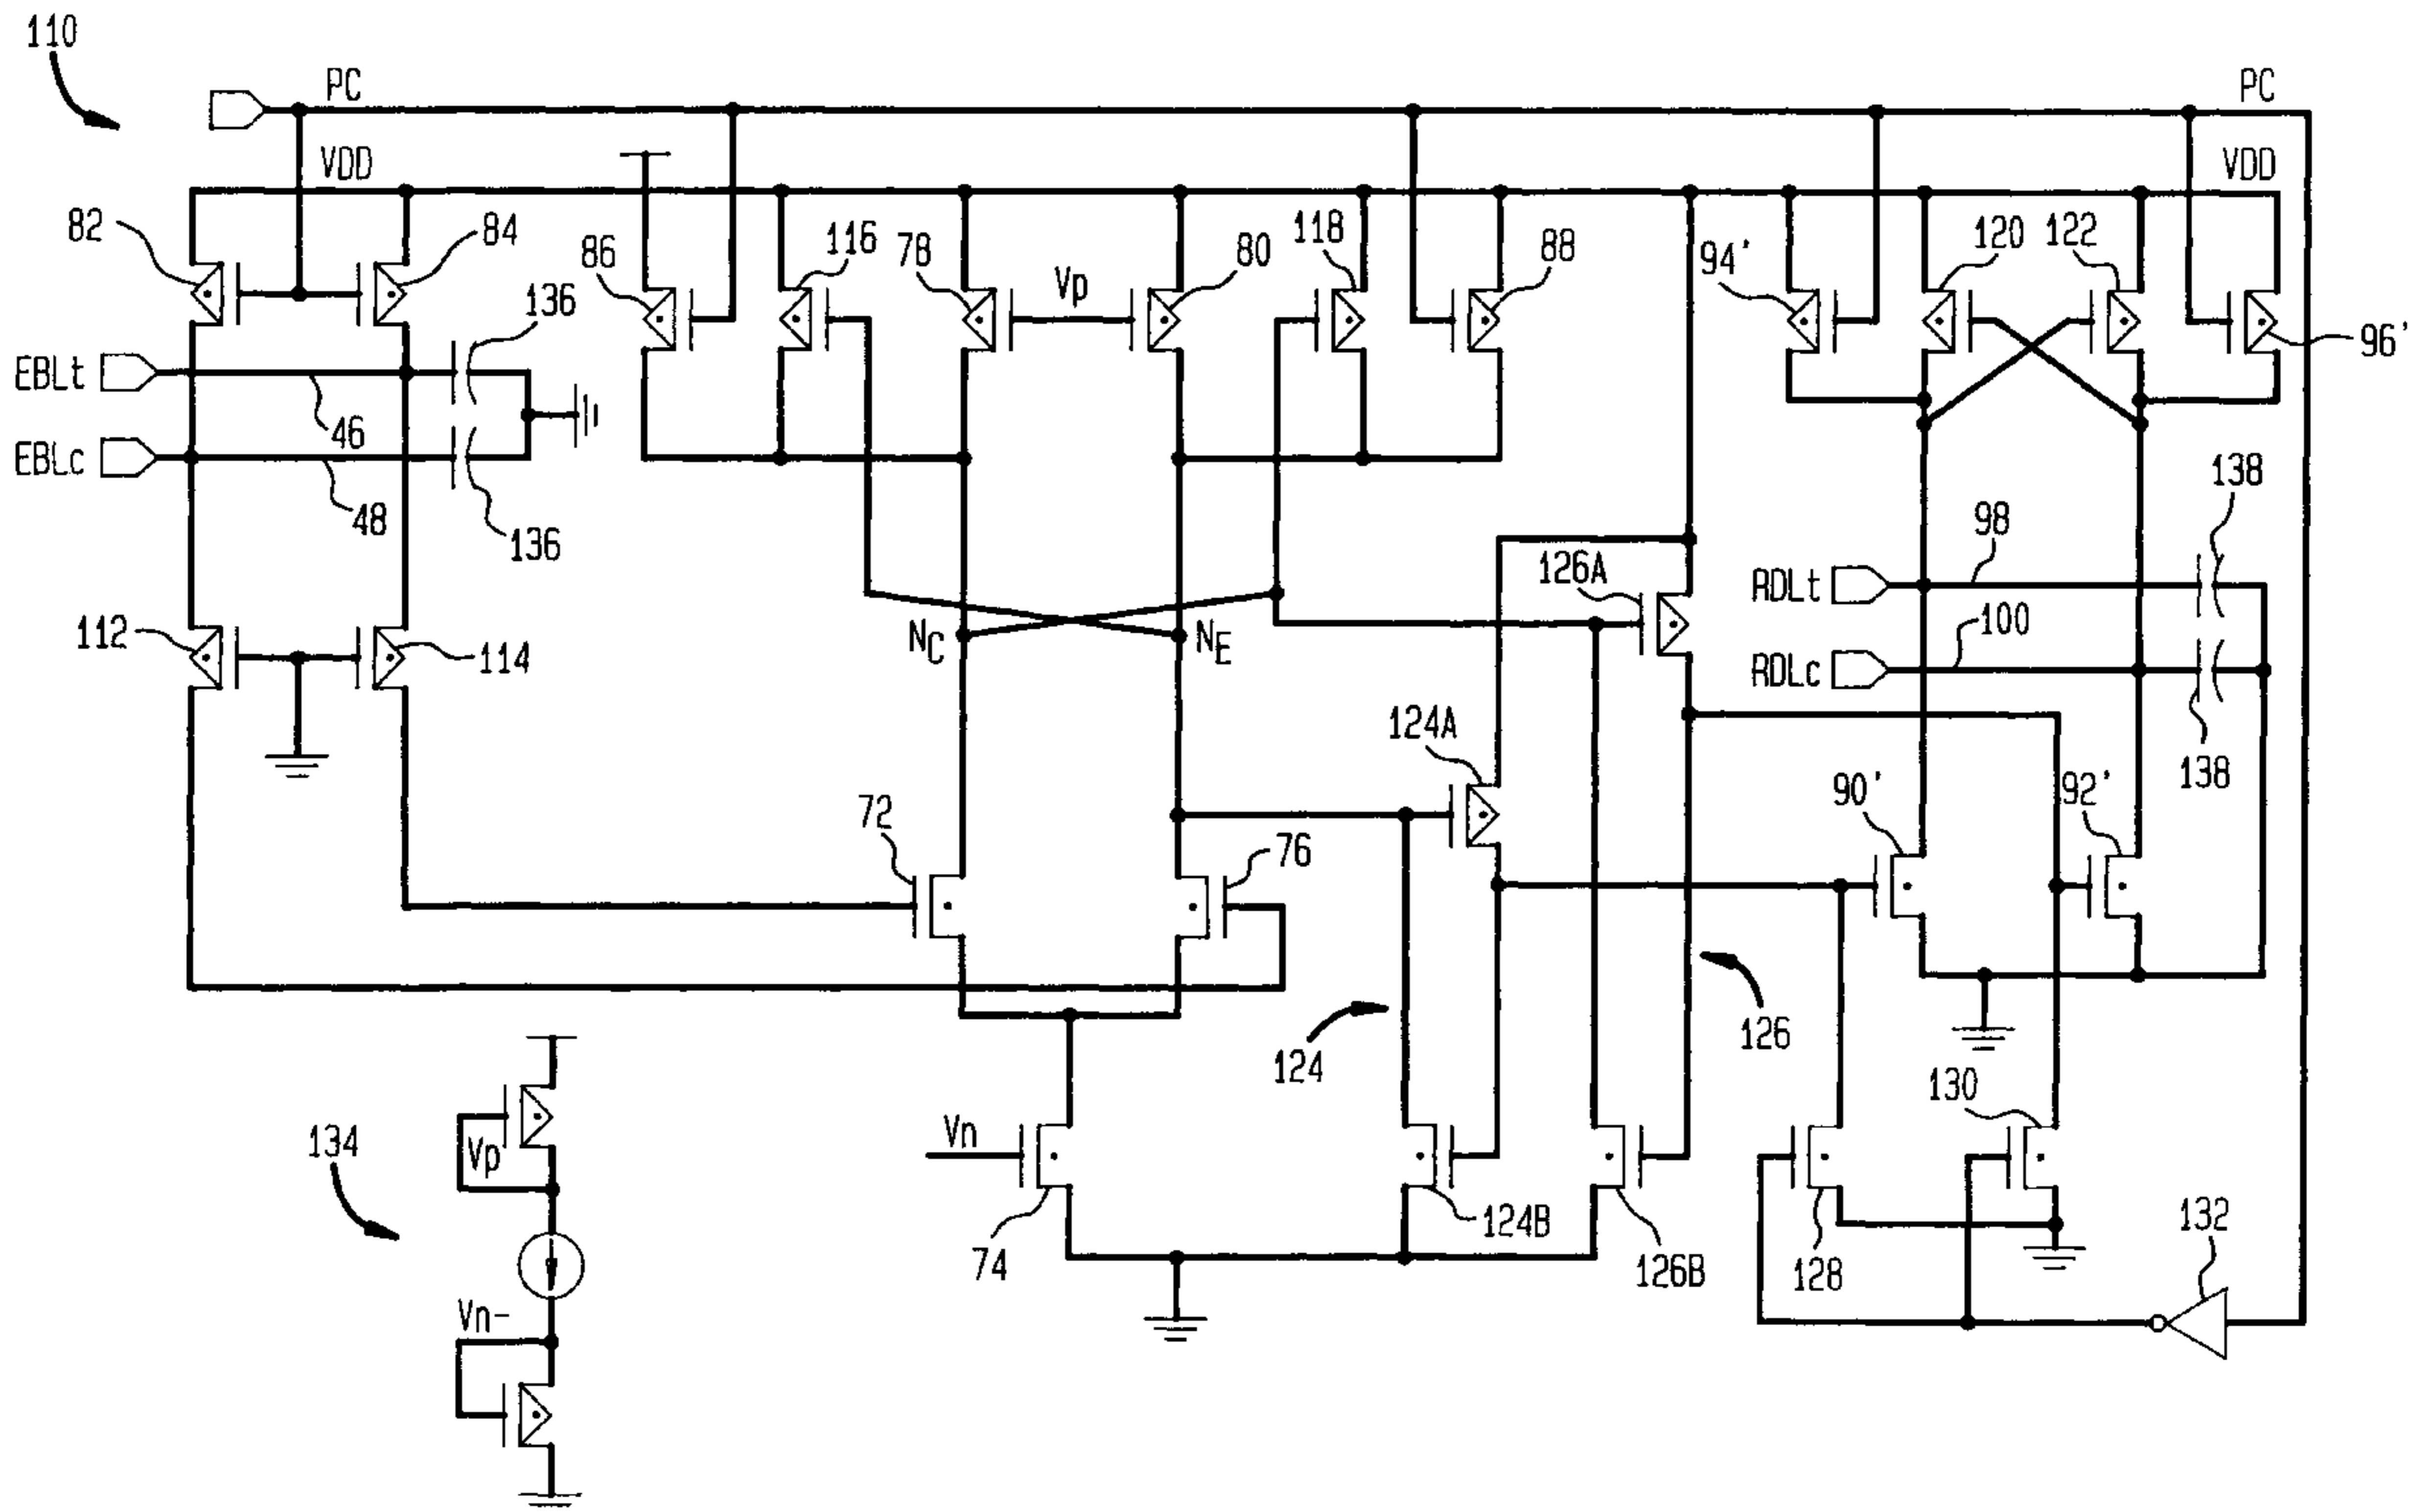 110
PC
PC
VDD
VDD
82
84
86
116
78
Vp
80
118
88
94'
120
122
96'
136
EBLt
46
EBLc
48
136
138
98
126A
RDLt
100
RDLc
112
114
NC
NE
124A
138
90'
92'
72
76
124
126
130
134
Vp
Vn
74
124B
126B
128
132
Vn-